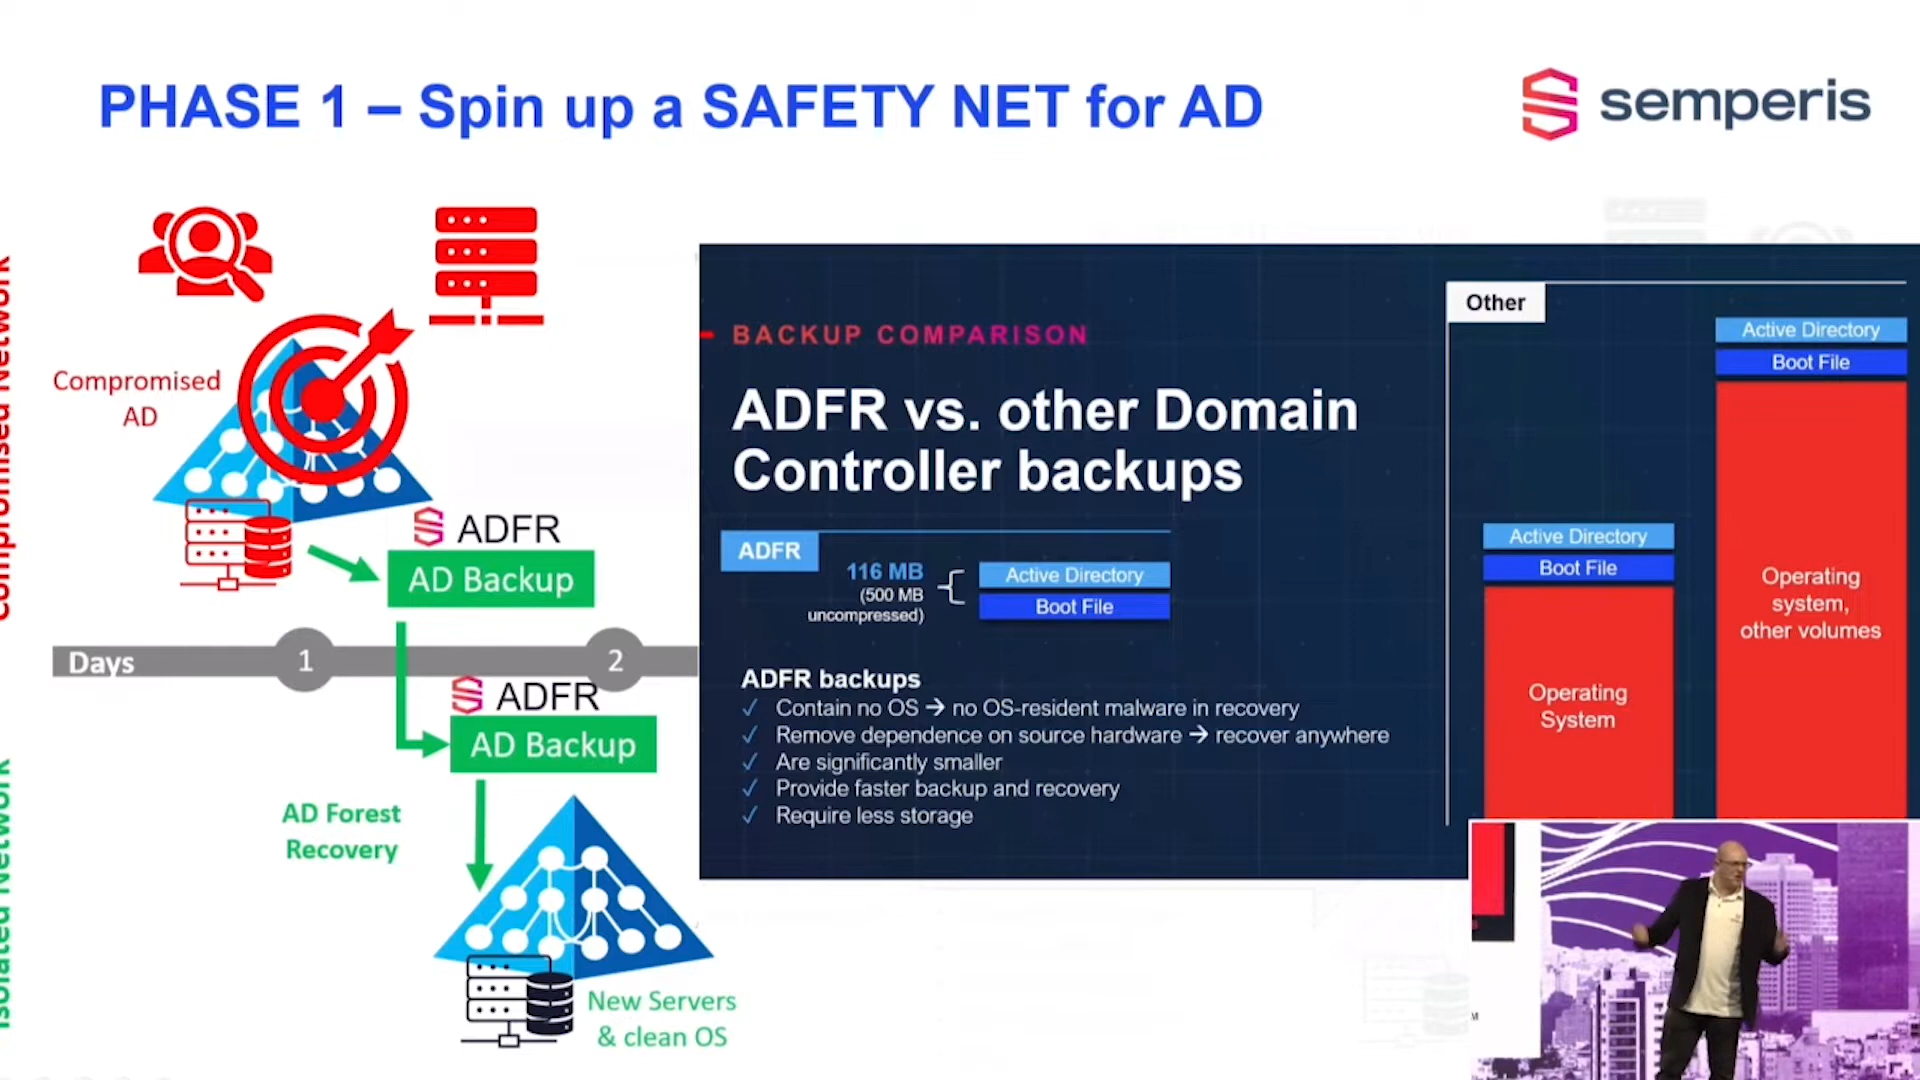 PHASE 1 – Spin up a SAFETY NET for AD
semperis
Compromised Network
Compromised
AD
ADFR
AD Backup
Days
1
2
ADFR
AD Backup
AD Forest
Recovery
Isolated Network
New Servers
& clean OS
BACKUP COMPARISON
ADFR vs. other Domain
Controller backups
ADFR
116 MB
(500 MB
uncompressed)
Active Directory
Boot File
ADFR backups
✓ Contain no OS → no OS-resident malware in recovery
✓ Remove dependence on source hardware → recover anywhere
✓ Are significantly smaller
✓ Provide faster backup and recovery
✓ Require less storage
Other
Active Directory
Boot File
Operating
System
Active Directory
Boot File
Operating
system,
other volumes